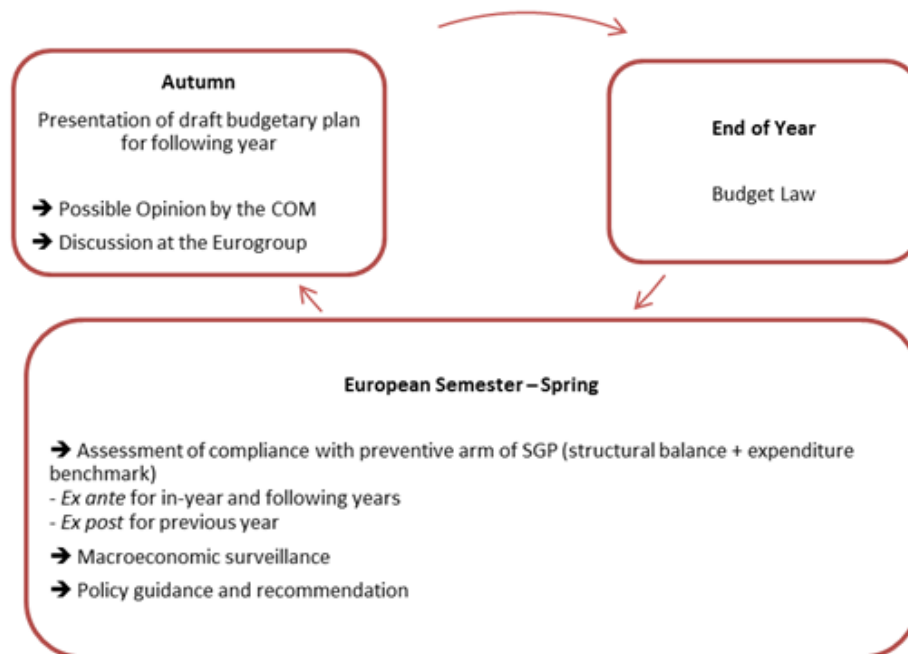 Autumn
Presentation of draft budgetary plan
for following year
➔ Possible Opinion by the COM
➔ Discussion at the Eurogroup
End of Year
Budget Law
European Semester – Spring
➔ Assessment of compliance with preventive arm of SGP (structural balance + expenditure
benchmark)
- Ex ante for in-year and following years
- Ex post for previous year
➔ Macroeconomic surveillance
➔ Policy guidance and recommendation